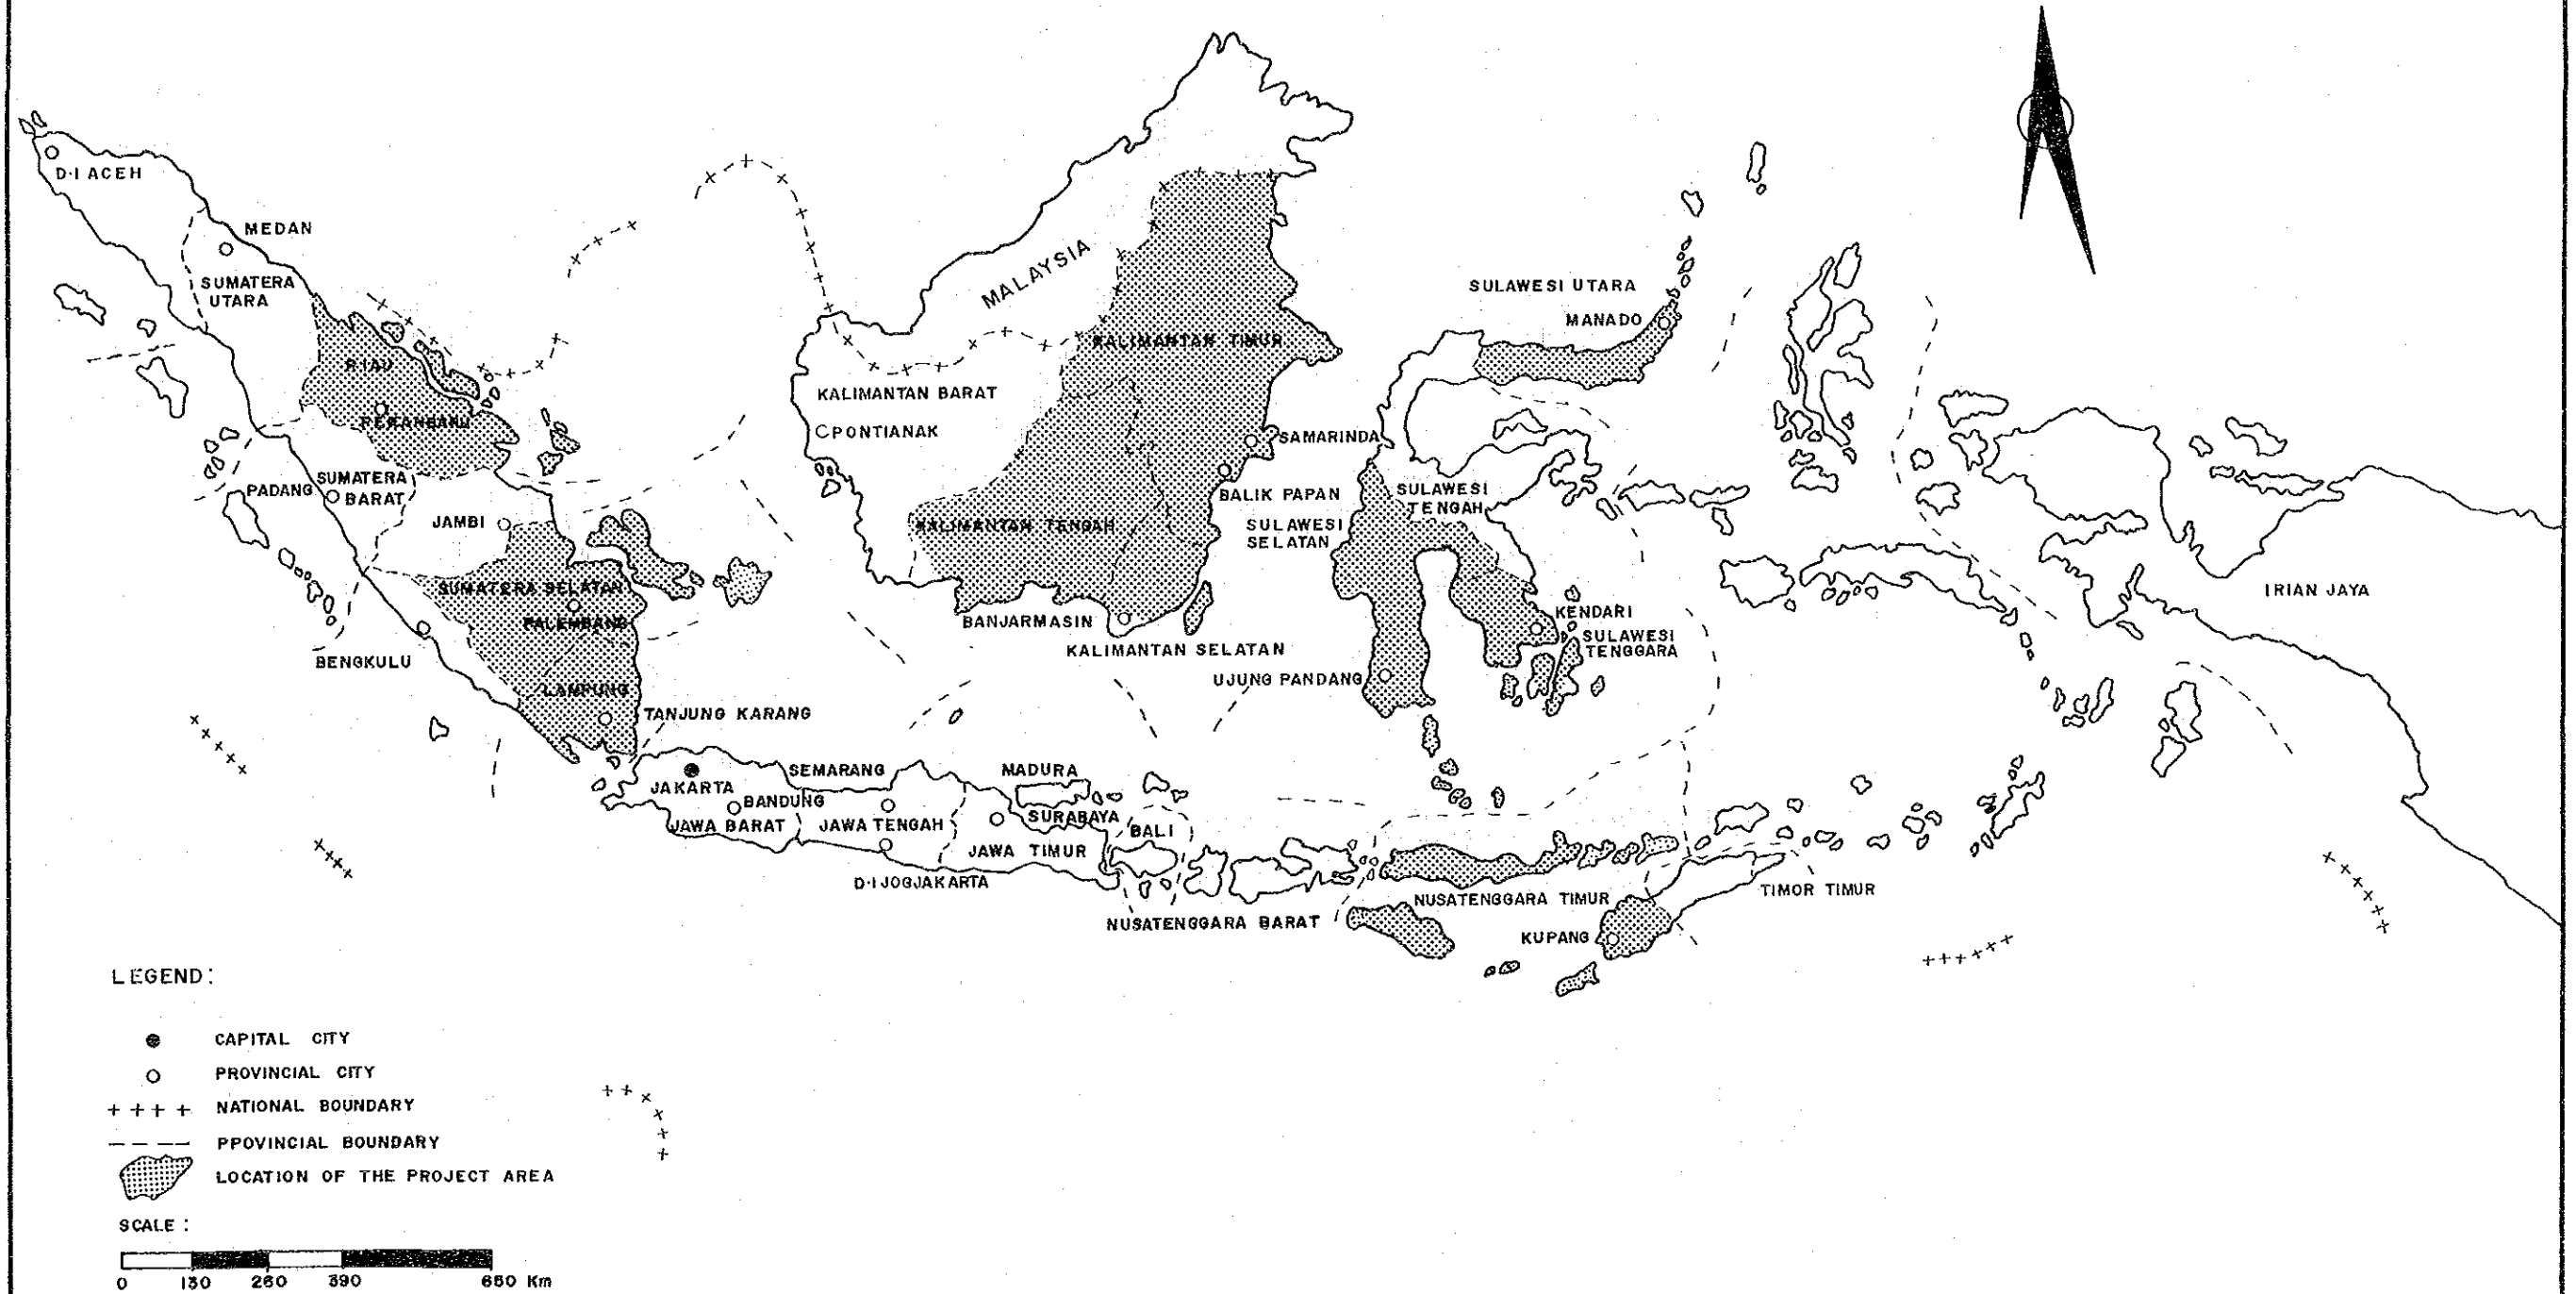 D·I ACEH
MEDAN
SUMATERA
UTARA
RIAU
PEKANBARU
PADANG
SUMATERA
BARAT
JAMBI
SUMATERA SELATAN
PALEMBANG
BENGKULU
LAMPUNG
TANJUNG KARANG
MALAYSIA
KALIMANTAN TIMUR
KALIMANTAN BARAT
PONTIANAK
SAMARINDA
BALIK PAPAN
KALIMANTAN TENGAH
BANJARMASIN
KALIMANTAN SELATAN
SULAWESI UTARA
MANADO
SULAWESI
TENGAH
SULAWESI
SELATAN
KENDARI
SULAWESI
TENGGARA
UJUNG PANDANG
IRIAN JAYA
JAKARTA
BANDUNG
JAWA BARAT
SEMARANG
JAWA TENGAH
D·I JOGJAKARTA
MADURA
SURABAYA
JAWA TIMUR
BALI
NUSATENGGARA BARAT
NUSATENGGARA TIMUR
KUPANG
TIMOR TIMUR
LEGEND:
CAPITAL CITY
PROVINCIAL CITY
++++ NATIONAL BOUNDARY
PPOVINCIAL BOUNDARY
LOCATION OF THE PROJECT AREA
SCALE :
0 130 260 390 650 Km